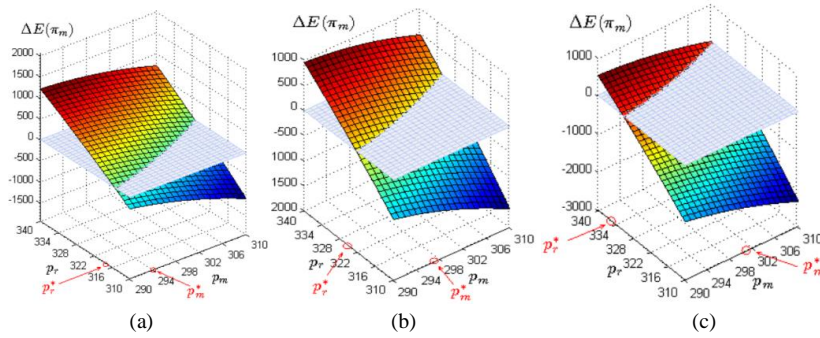 ΔE(π_m)
2000
1500
1000
500
0
-500
-1000
-1500
340
334
328
322
316
310
p_r
p_r^*
290
294
298
302
306
310
p_m
p_m^*
(a)
ΔE(π_m)
1000
0
1000
2000
340
334
328
322
316
310
p_r
p_r^*
290
294
298
302
306
310
p_m
p_m^*
(b)
ΔE(π_m)
1000
0
-1000
-2000
-3000
340
334
328
322
316
310
p_r
p_r^*
290
294
298
302
306
310
p_m
p_m^*
(c)